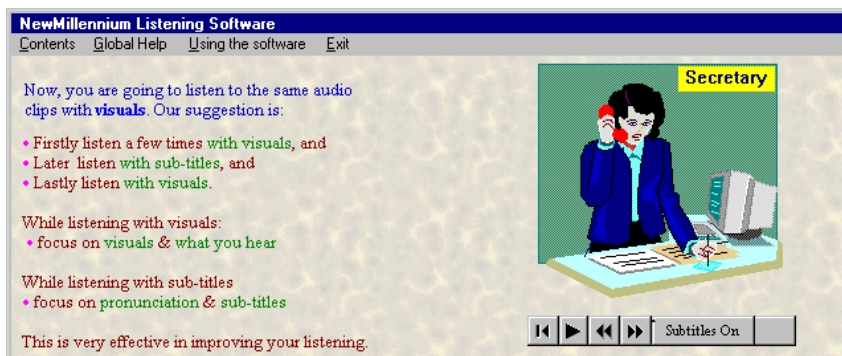 NewMillennium Listening Software
Contents Global Help Using the software Exit
Now, you are going to listen to the same audio
clips with visuals. Our suggestion is:
• Firstly listen a few times with visuals, and
• Later listen with sub-titles, and
• Lastly listen with visuals.
While listening with visuals:
• focus on visuals & what you hear
While listening with sub-titles
• focus on pronunciation & sub-titles
This is very effective in improving your listening.
Secretary
Subtitles On